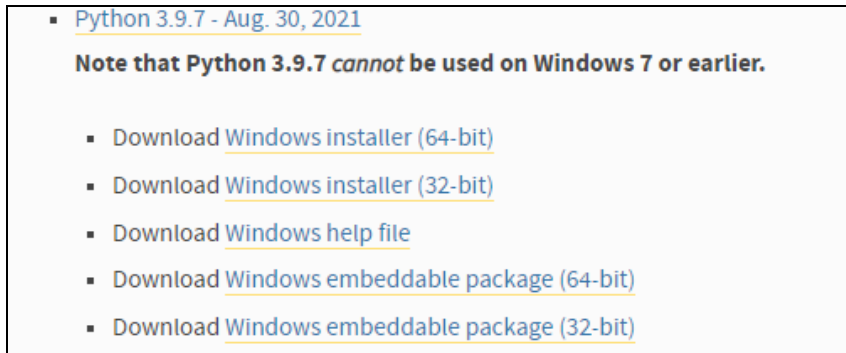 Python 3.9.7 - Aug. 30, 2021
Note that Python 3.9.7 cannot be used on Windows 7 or earlier.
Download Windows installer (64-bit)
Download Windows installer (32-bit)
Download Windows help file
Download Windows embeddable package (64-bit)
Download Windows embeddable package (32-bit)